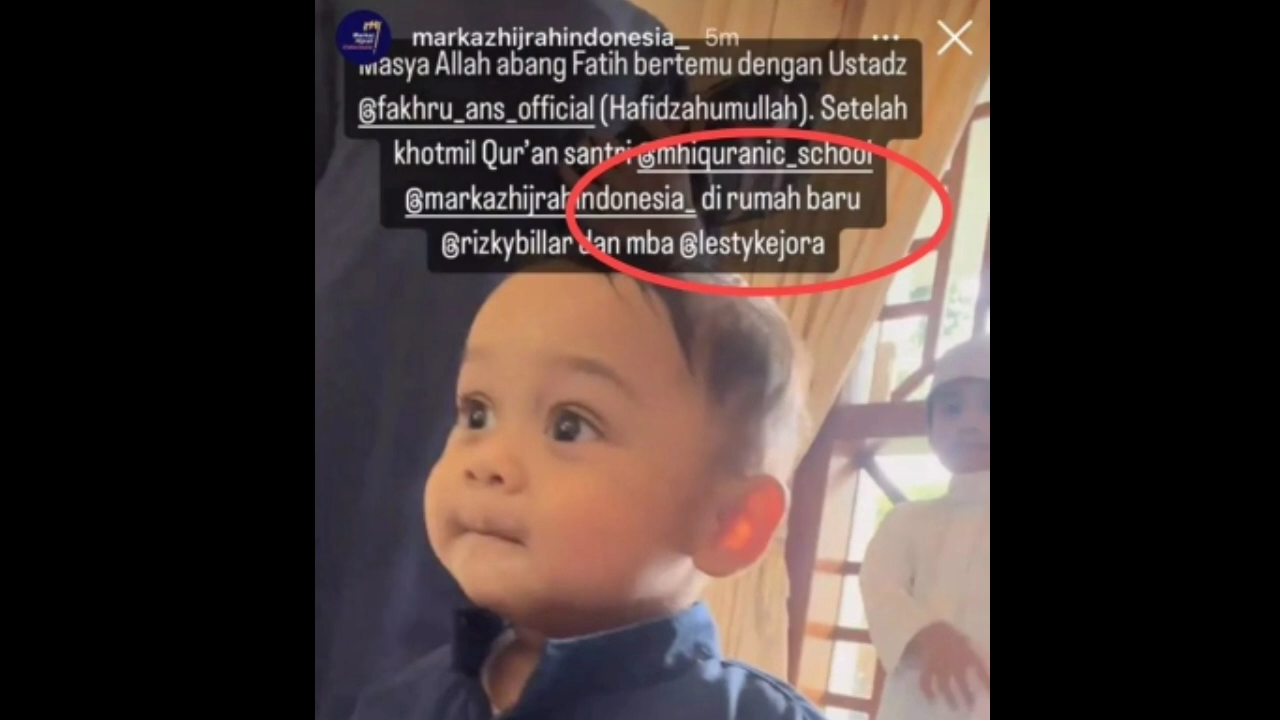 markazhijrahindonesia_ 5m
Masya Allah abang Fatih bertemu dengan Ustadz
@fakhru_ans_official (Hafidzahumullah). Setelah
khotmil Qur'an santri @mhiquranic_school
@markazhijrahindonesia_ di rumah baru
@rizkybillar dan mba @lestykejora